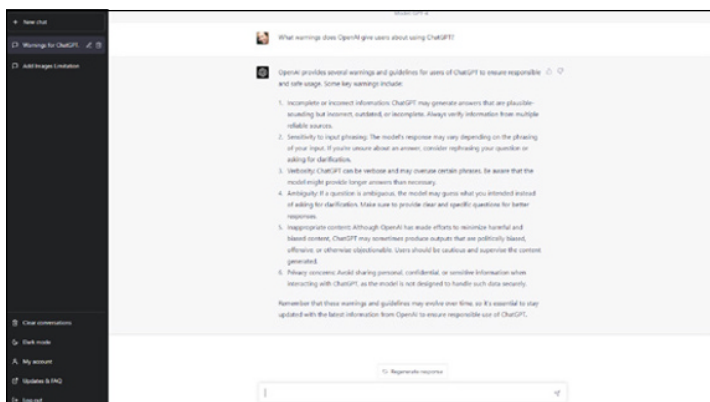 Model: GPT-4
+ New chat
Warnings for ChatGPT.
Add Images Limitation
What warnings does OpenAI give users about using ChatGPT?
OpenAI provides several warnings and guidelines for users of ChatGPT to ensure responsible
and safe usage. Some key warnings include:
1. Incomplete or incorrect information: ChatGPT may generate answers that are plausible-
sounding but incorrect, outdated, or incomplete. Always verify information from multiple
reliable sources.
2. Sensitivity to input phrasing: The model's response may vary depending on the phrasing
of your input. If you're unsure about an answer, consider rephrasing your question or
asking for clarification.
3. Verbosity: ChatGPT can be verbose and may overuse certain phrases. Be aware that the
model might provide longer answers than necessary.
4. Ambiguity: If a question is ambiguous, the model may guess what you intended instead
of asking for clarification. Make sure to provide clear and specific questions for better
responses.
5. Inappropriate content: Although OpenAI has made efforts to minimize harmful and
biased content, ChatGPT may sometimes produce outputs that are politically biased,
offensive, or otherwise objectionable. Users should be cautious and supervise the content
generated.
6. Privacy concerns: Avoid sharing personal, confidential, or sensitive information when
interacting with ChatGPT, as the model is not designed to handle such data securely.
Remember that these warnings and guidelines may evolve over time, so it's essential to stay
updated with the latest information from OpenAI to ensure responsible use of ChatGPT.
Clear conversations
Dark mode
My account
Updates & FAQ
Log out
Regenerate response